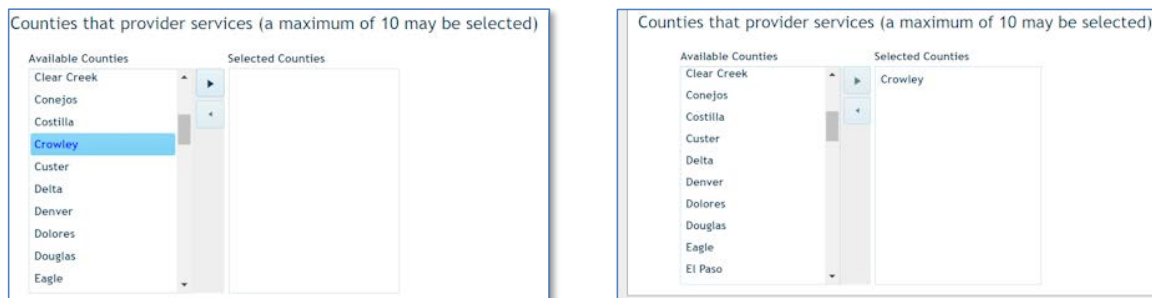 Counties that provider services (a maximum of 10 may be selected)
Available Counties
Selected Counties
Clear Creek
Conejos
Costilla
Crowley
Custer
Delta
Denver
Dolores
Douglas
Eagle
Counties that provider services (a maximum of 10 may be selected)
Available Counties
Selected Counties
Clear Creek
Conejos
Costilla
Custer
Delta
Denver
Dolores
Douglas
Eagle
El Paso
Crowley